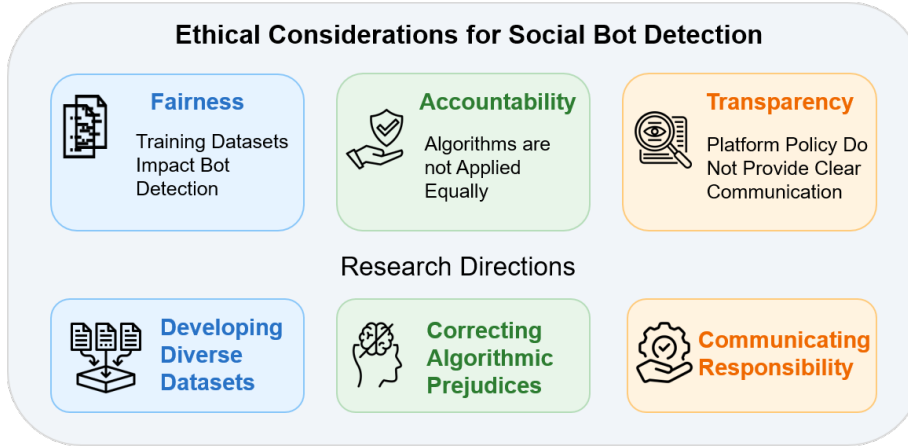 Ethical Considerations for Social Bot Detection
Fairness
Training Datasets
Impact Bot
Detection
Accountability
Algorithms are
not Applied
Equally
Transparency
Platform Policy Do
Not Provide Clear
Communication
Research Directions
Developing
Diverse
Datasets
Correcting
Algorithmic
Prejudices
Communicating
Responsibility